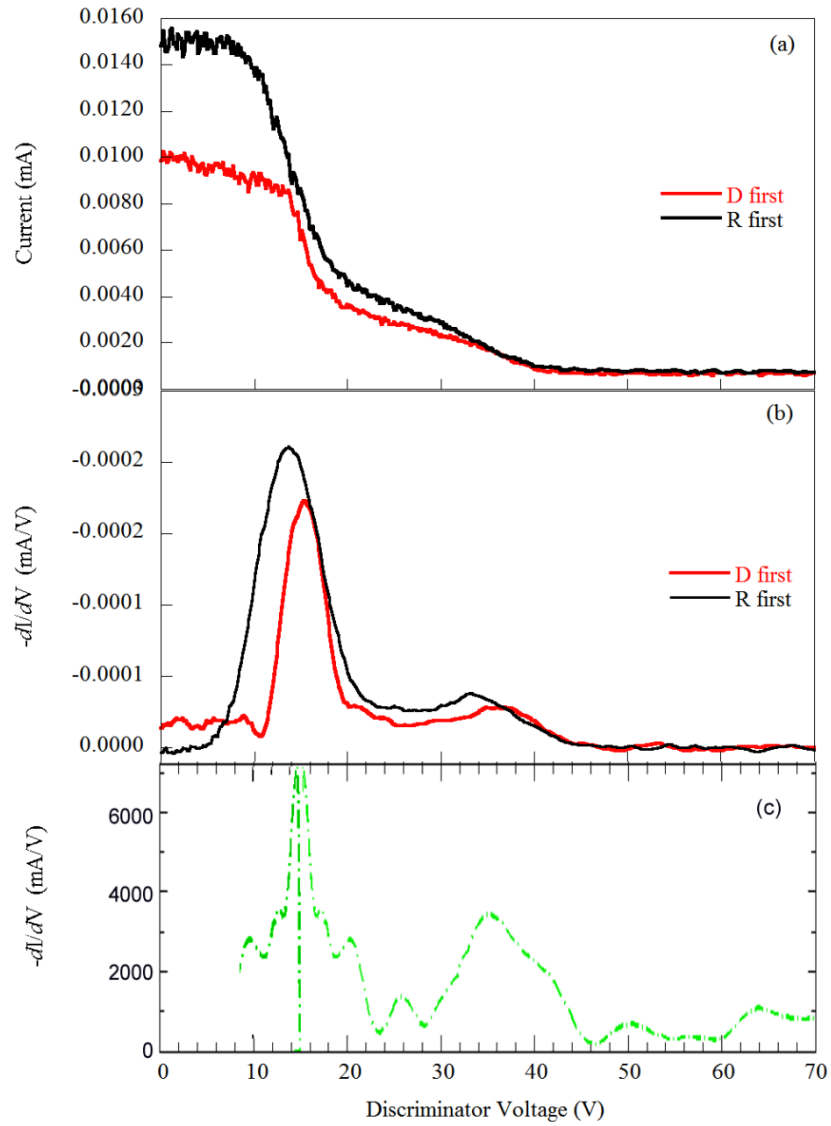 0.0160
(a)
0.0140
0.0120
0.0100
0.0080
0.0060
0.0040
0.0020
Current (mA)
D first
R first
(b)
-0.0002
-0.0002
-0.0001
-0.0001
0.0000
-dI/dV (mA/V)
D first
R first
(c)
6000
4000
2000
0
-dI/dV (mA/V)
0 10 20 30 40 50 60 70
Discriminator Voltage (V)